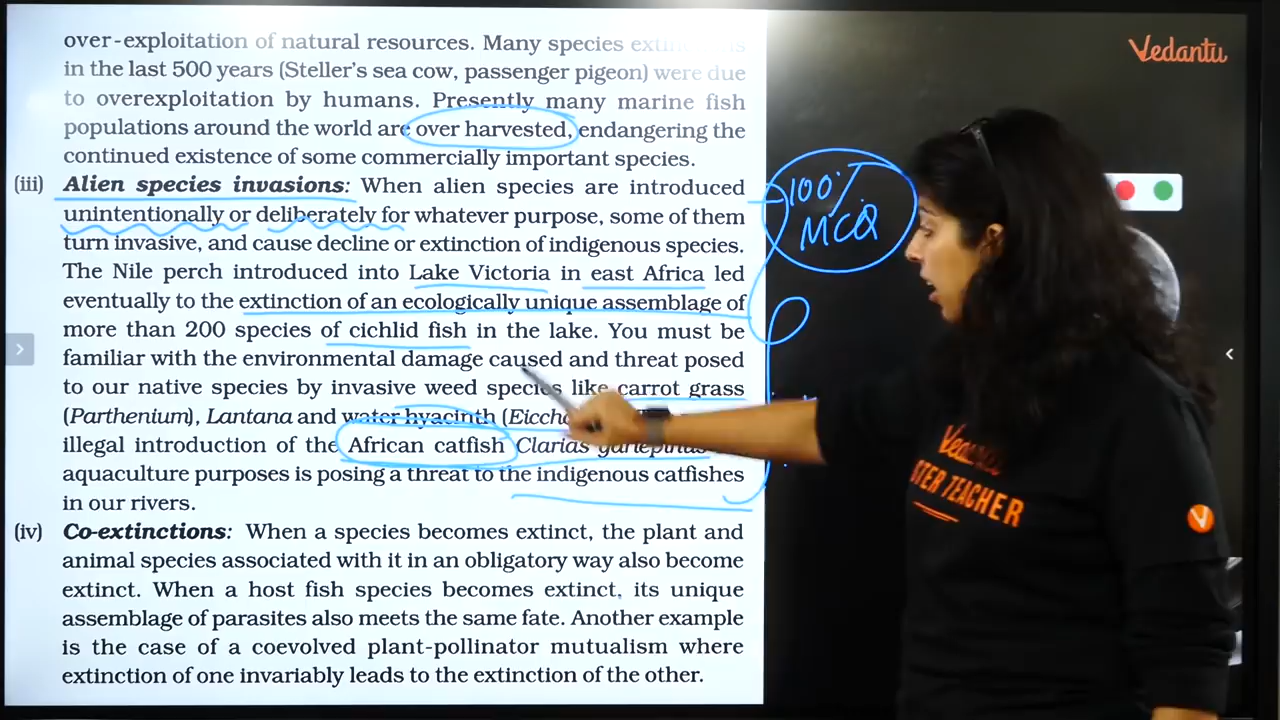 over-exploitation of natural resources. Many species
in the last 500 years (Steller's sea cow, passenger pigeon) were due
to overexploitation by humans. Presently many marine fish
populations around the world are over harvested, endangering the
continued existence of some commercially important species.
(iii) Alien species invasions: When alien species are introduced
unintentionally or deliberately for whatever purpose, some of them
turn invasive, and cause decline or extinction of indigenous species.
The Nile perch introduced into Lake Victoria in east Africa led
eventually to the extinction of an ecologically unique assemblage of
more than 200 species of cichlid fish in the lake. You must be
familiar with the environmental damage caused and threat posed
to our native species by invasive weed species like carrot grass
(Parthenium), Lantana and water hyacinth
illegal introduction of the African catfish Clarias gariepinus
aquaculture purposes is posing a threat to the indigenous catfishes
in our rivers.
(iv) Co-extinctions: When a species becomes extinct, the plant and
animal species associated with it in an obligatory way also become
extinct. When a host fish species becomes extinct, its unique
assemblage of parasites also meets the same fate. Another example
is the case of a coevolved plant-pollinator mutualism where
extinction of one invariably leads to the extinction of the other.
100%
MCQ
Vedantu
TEACHER
V